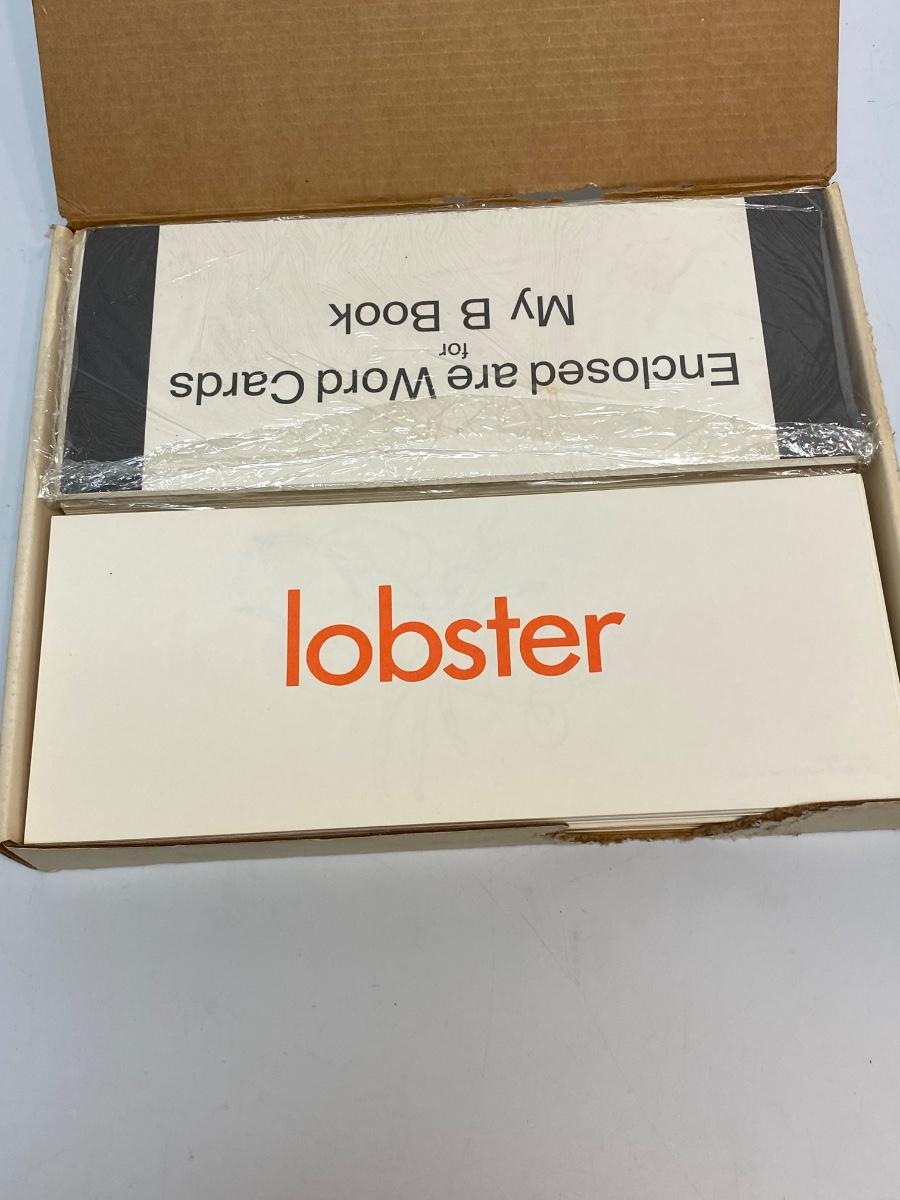 Enclosed are Word Cards
for
My B Book
lobster